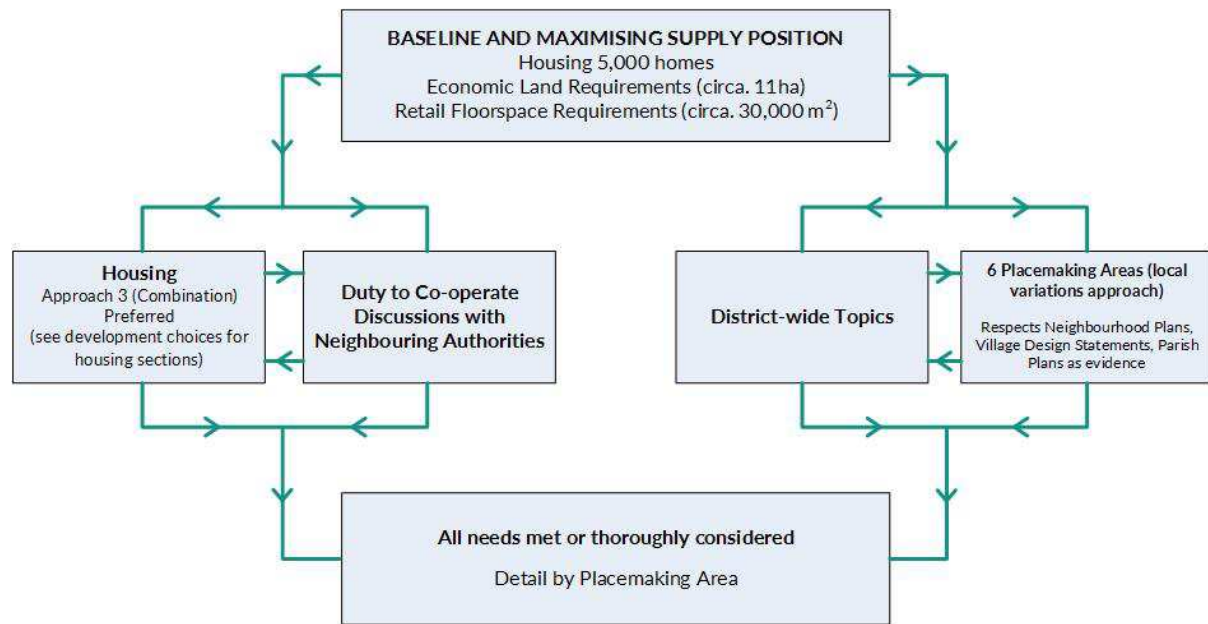 BASELINE AND MAXIMISING SUPPLY POSITION
Housing 5,000 homes
Economic Land Requirements (circa. 11ha)
Retail Floorspace Requirements (circa. 30,000 m²)
Housing
Approach 3 (Combination)
Preferred
(see development choices for
housing sections)
Duty to Co-operate
Discussions with
Neighbouring Authorities
District-wide Topics
6 Placemaking Areas (local
variations approach)
Respects Neighbourhood Plans,
Village Design Statements, Parish
Plans as evidence
All needs met or thoroughly considered
Detail by Placemaking Area